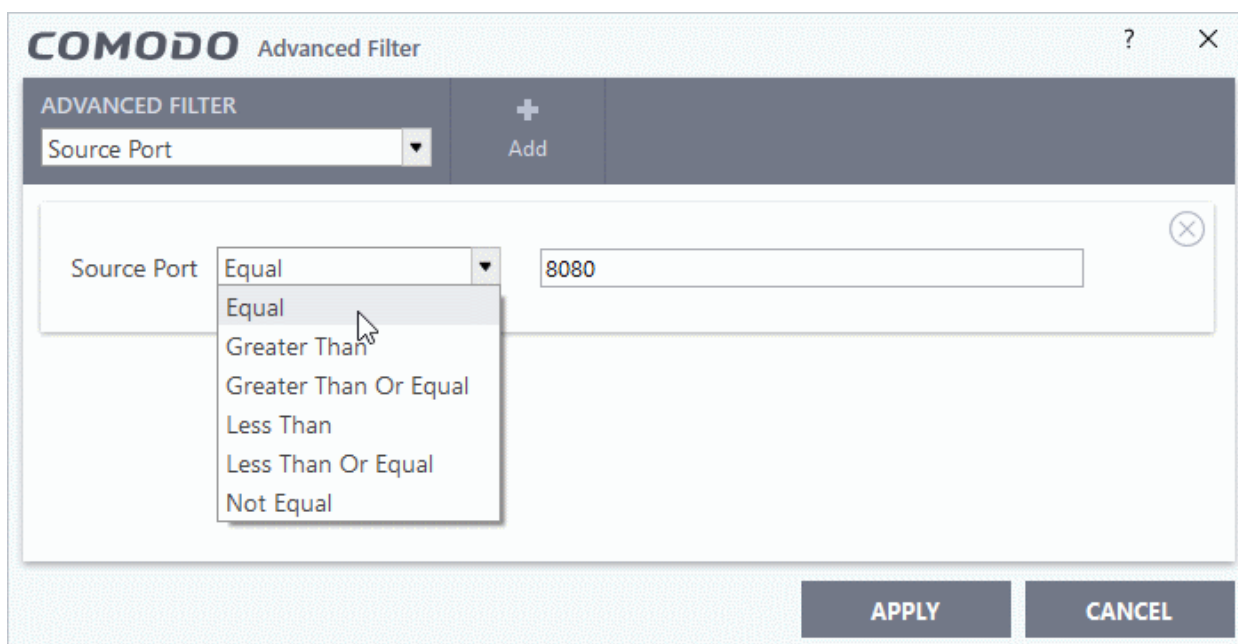 COMODO Advanced Filter ?
ADVANCED FILTER
Source Port
Add
Source Port Equal 8080
Equal
Greater Than
Greater Than Or Equal
Less Than
Less Than Or Equal
Not Equal
APPLY CANCEL